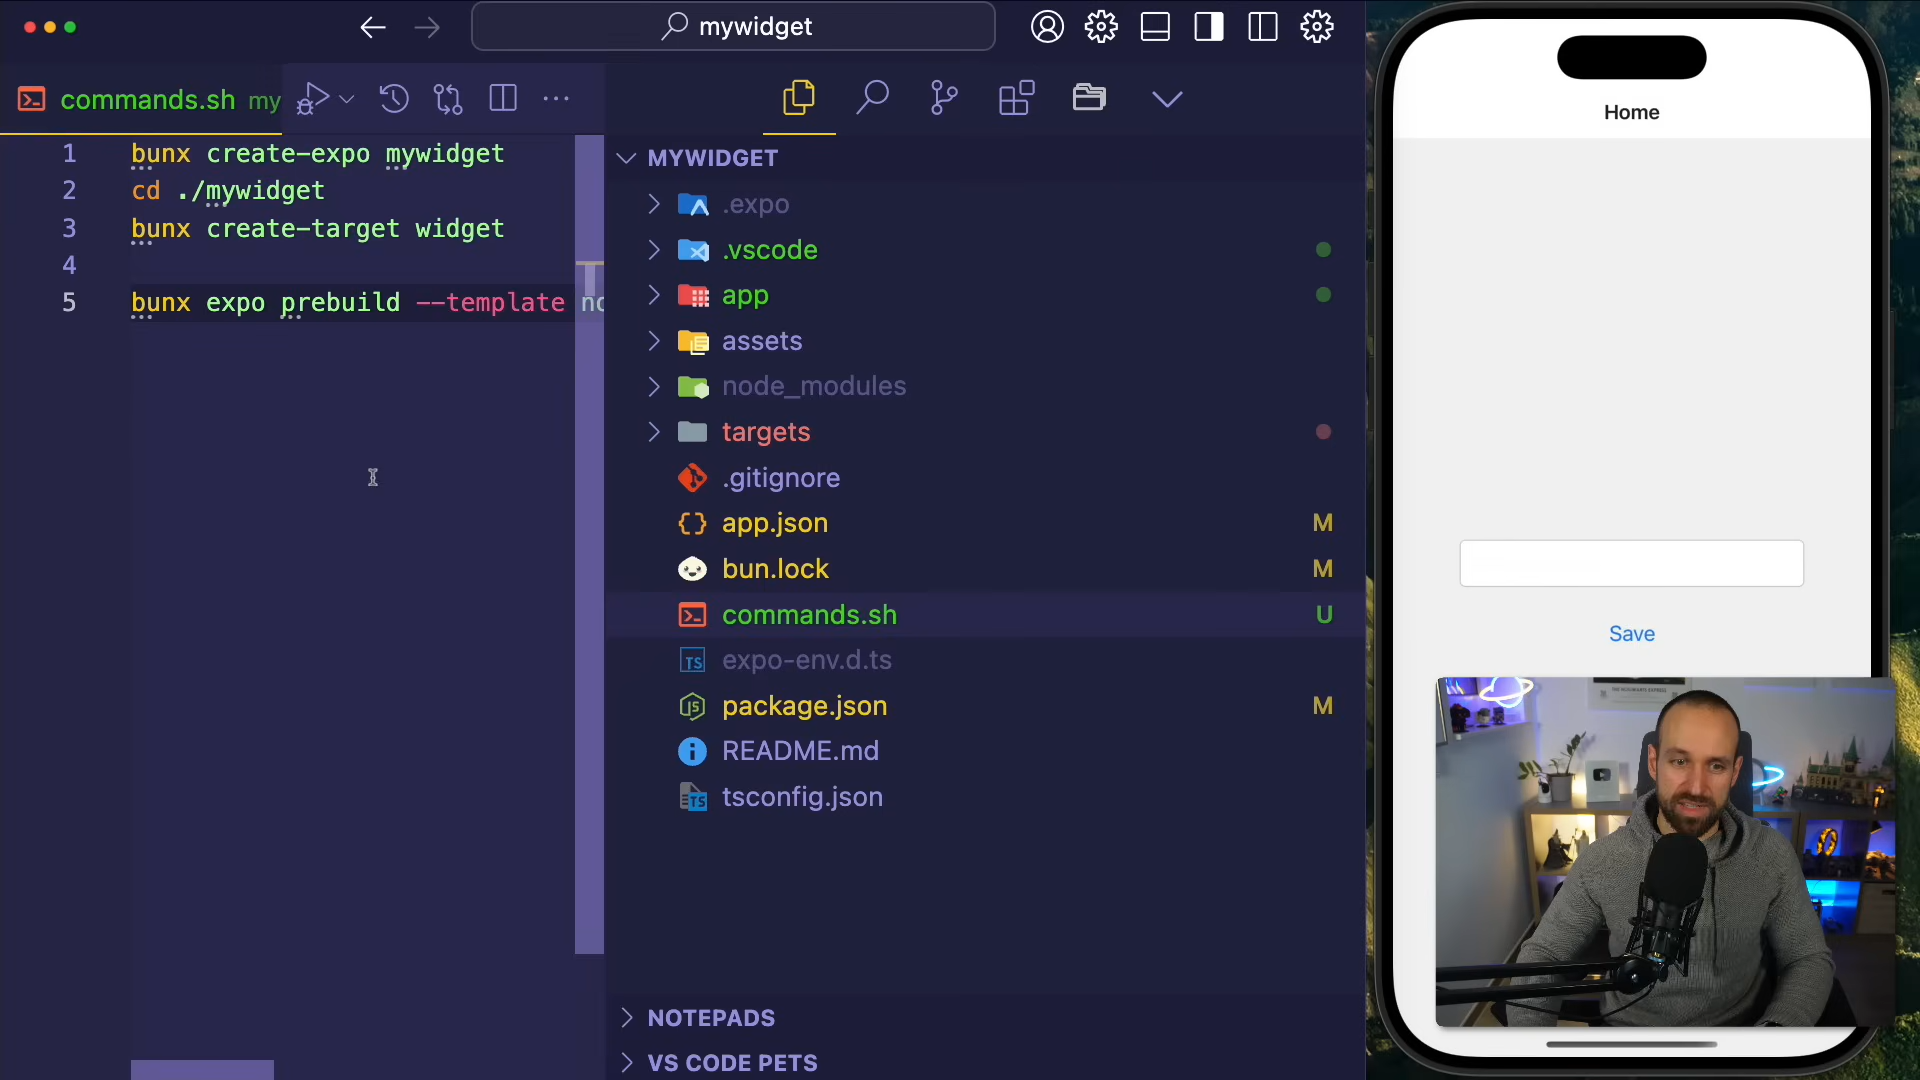 mywidget
commands.sh my
1 bunx create-expo mywidget
2 cd ./mywidget
3 bunx create-target widget
4
5 bunx expo prebuild --template
MYWIDGET
.expo
.vscode
app
assets
node_modules
targets
.gitignore
app.json M
bun.lock M
commands.sh U
expo-env.d.ts
package.json M
README.md
tsconfig.json
NOTEPADS
VS CODE PETS
Home
Save